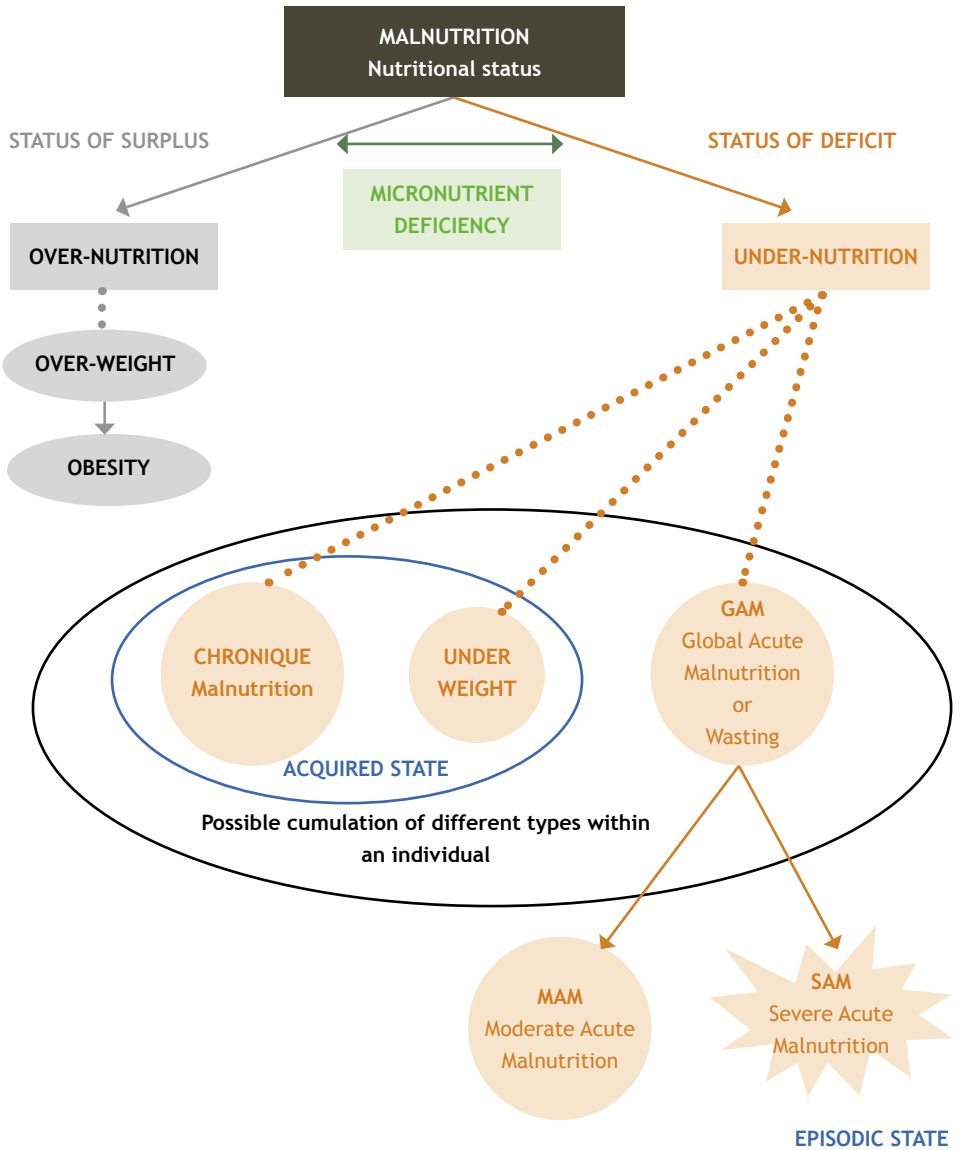 MALNUTRITION
Nutritional status
STATUS OF SURPLUS
STATUS OF DEFICIT
MICRONUTRIENT
DEFICIENCY
OVER-NUTRITION
UNDER-NUTRITION
OVER-WEIGHT
OBESITY
CHRONIQUE
Malnutrition
UNDER
WEIGHT
GAM
Global Acute
Malnutrition
or
Wasting
ACQUIRED STATE
Possible cumulation of different types within
an individual
MAM
Moderate Acute
Malnutrition
SAM
Severe Acute
Malnutrition
EPISODIC STATE